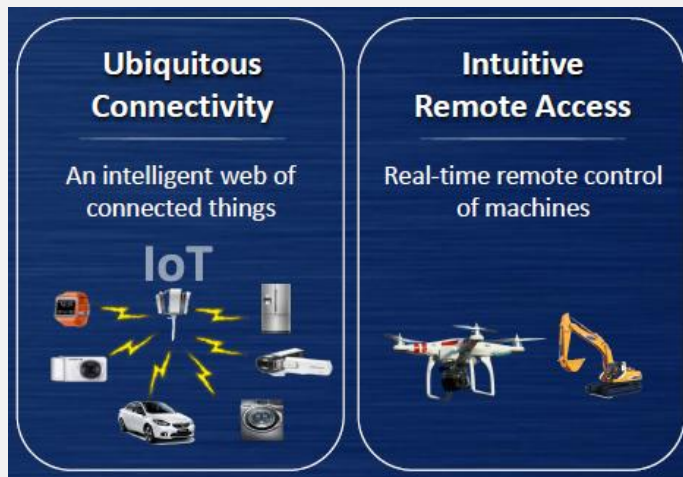 Ubiquitous
Connectivity
An intelligent web of
connected things
IoT
Intuitive
Remote Access
Real-time remote control
of machines